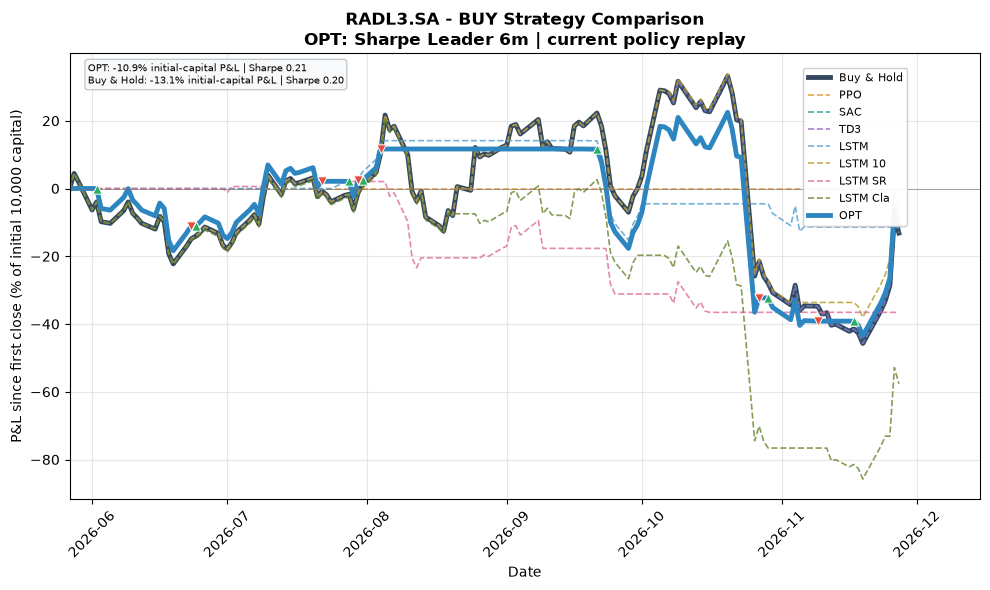 RADL3.SA - BUY Strategy Comparison
OPT: Sharpe Leader 6m | current policy replay
OPT: -10.9% initial-capital P&L | Sharpe 0.21
Buy & Hold: -13.1% initial-capital P&L | Sharpe 0.20
Buy & Hold
PPO
SAC
TD3
LSTM
LSTM 10
LSTM SR
LSTM Cla
OPT
P&L since first close (% of initial 10,000 capital)
20
0
−20
−40
−60
−80
2026-06
2026-07
2026-08
2026-09
2026-10
2026-11
2026-12
Date